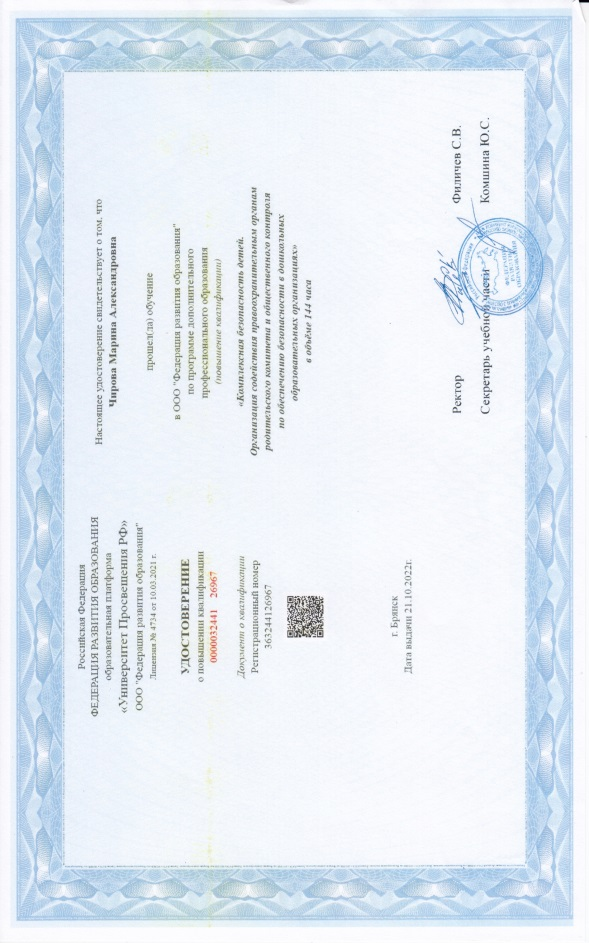 Российская Федерация
ФЕДЕРАЦИЯ РАЗВИТИЯ ОБРАЗОВАНИЯ
образовательная платформа
«Университет Просвещения РФ»
ООО "Федерация развития образования"
Лицензия № 4734 от 10.03.2021 г.
УДОСТОВЕРЕНИЕ
о повышении квалификации
0000032441 26967
Документ о квалификации
Регистрационный номер
363244126967
г. Брянск
Дата выдачи 21.10.2022г.
Настоящее удостоверение свидетельствует о том, что
Чирова Марина Александровна
прошел(ла) обучение
в ООО "Федерация развития образования"
по программе дополнительного
профессионального образования
(повышение квалификации)
«Комплексная безопасность детей.
Организация содействия правоохранительным органам
родительского комитета и общественного контроля
по обеспечению безопасности в дошкольных
образовательных организациях»
в объёме 144 часа
Ректор Филичев С.В.
Секретарь учебной части Комшина Ю.С.